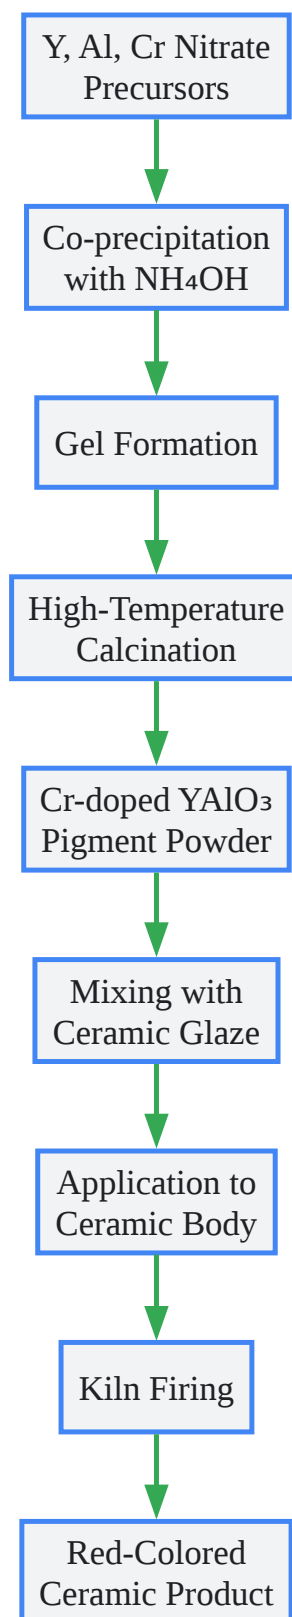 Y, Al, Cr Nitrate
Precursors
Co-precipitation
with NH₄OH
Gel Formation
High-Temperature
Calcination
Cr-doped YAlO₃
Pigment Powder
Mixing with
Ceramic Glaze
Application to
Ceramic Body
Kiln Firing
Red-Colored
Ceramic Product